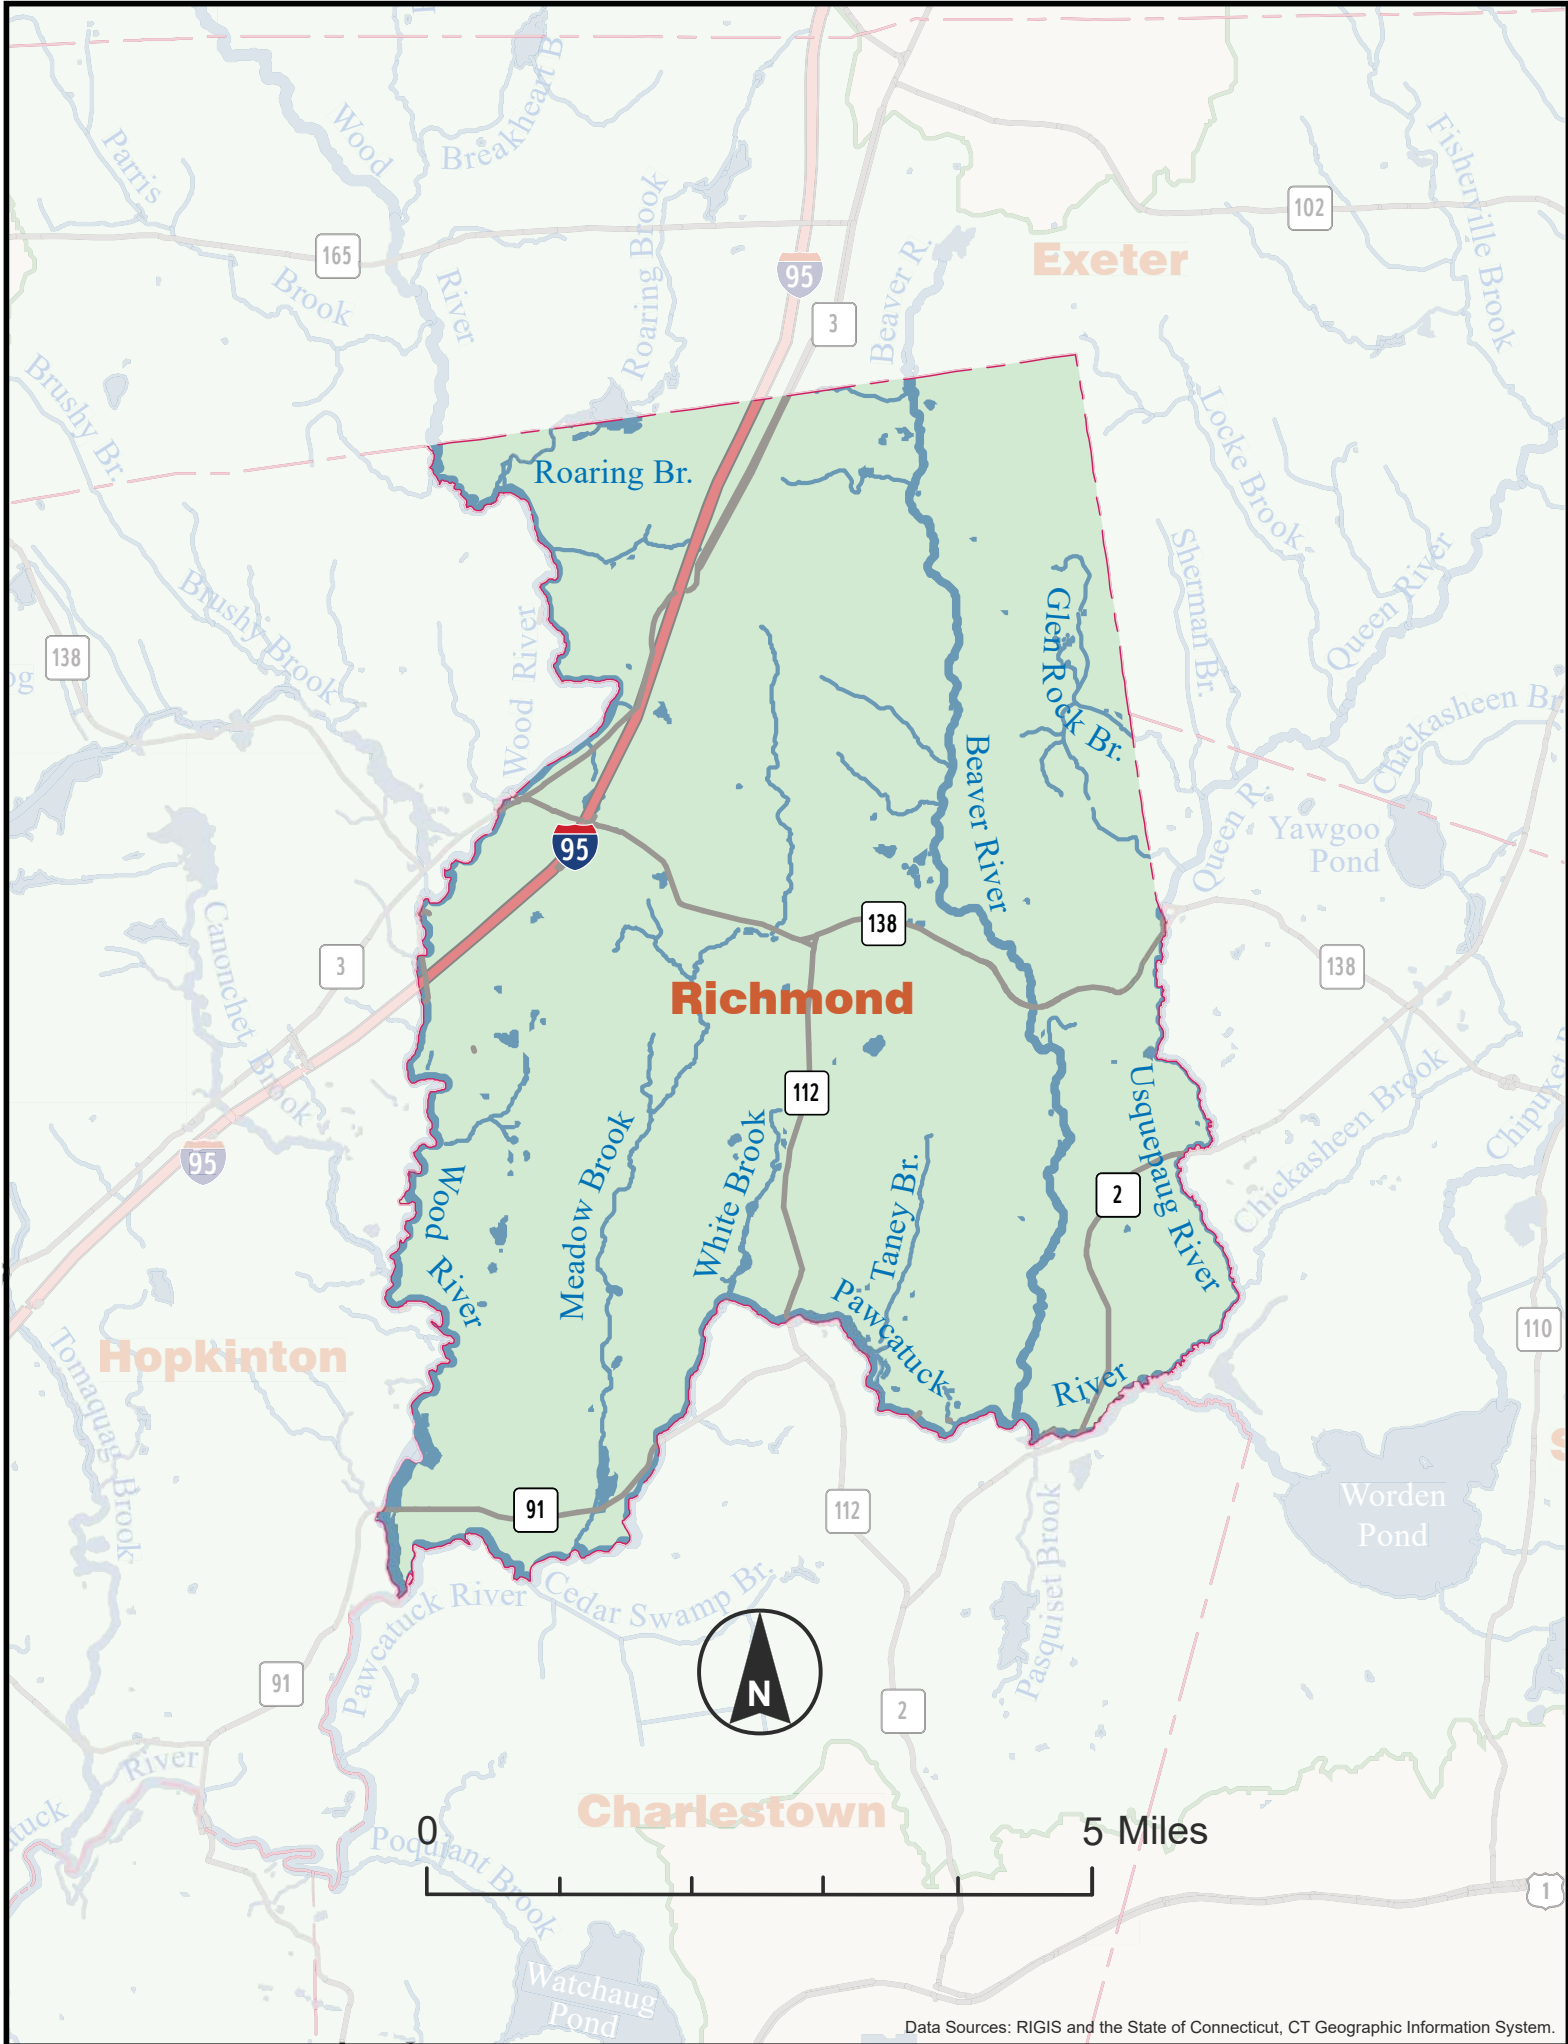 Wood
Breakheart B
Parris
Fisherville Brook
102
165
Exeter
Beaver R.
Roaring Brook
95
Brook
River
3
Brushy Br.
Locke Brook
Roaring Br.
Sherman Br.
Queen River
Brushy Brook
Glen Rock Br.
Wood River
138
og
Chickasheen Br.
Beaver River
Queen R.
Yawgoo
Pond
95
138
Canonchet Brook
3
138
Richmond
112
Usquepaug River
Chickasheen Brook
Chipuxet
95
Meadow Brook
White Brook
Taney Br.
2
Wood
River
Pawcatuck
River
Hopkinton
110
Tomaquag Brook
91
112
Worden
Pond
Pasquiset Brook
Pawcatuck River
Cedar Swamp Br.
91
N
2
River
atuck
Charlestown
0
5 Miles
Poquiant Brook
1
Watchaug
Pond
Data Sources: RIGIS and the State of Connecticut, CT Geographic Information System.